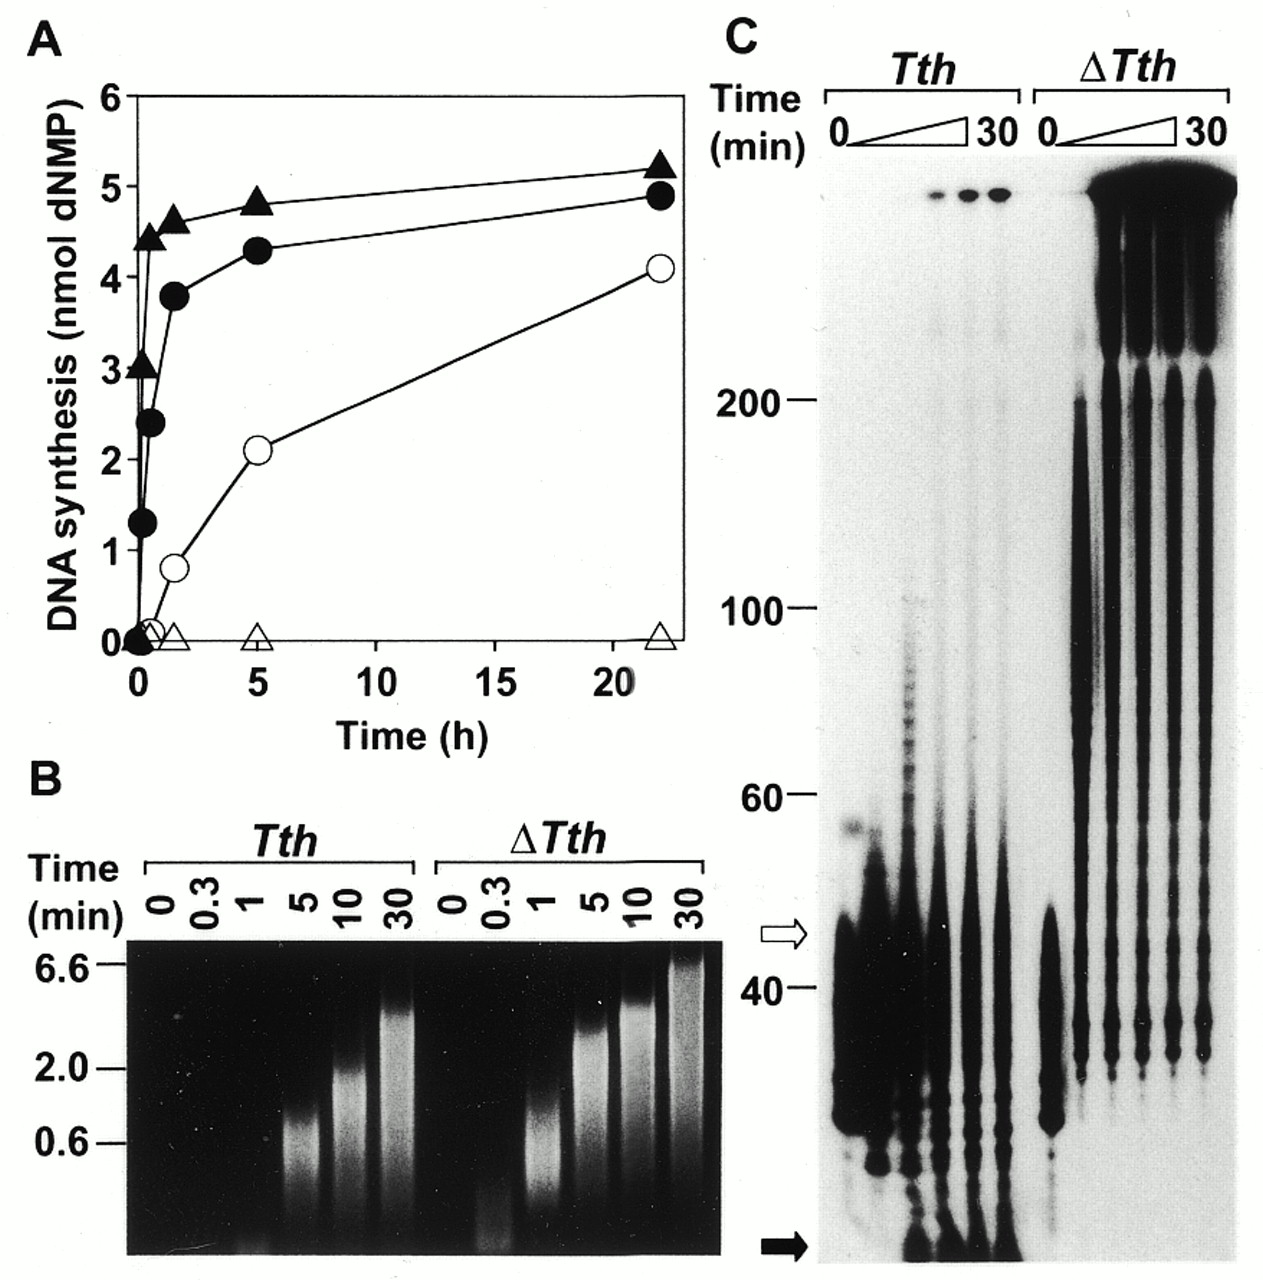 A
DNA synthesis (nmol dNMP)
6
5
4
3
2
1
0
0 5 10 15 20
Time (h)
B
Tth ΔTth
Time
(min)
0 0.3 1 5 10 30 0 0.3 1 5 10 30
6.6
2.0
0.6
C
Tth ΔTth
Time
(min)
0 30 0 30
200
100
60
40